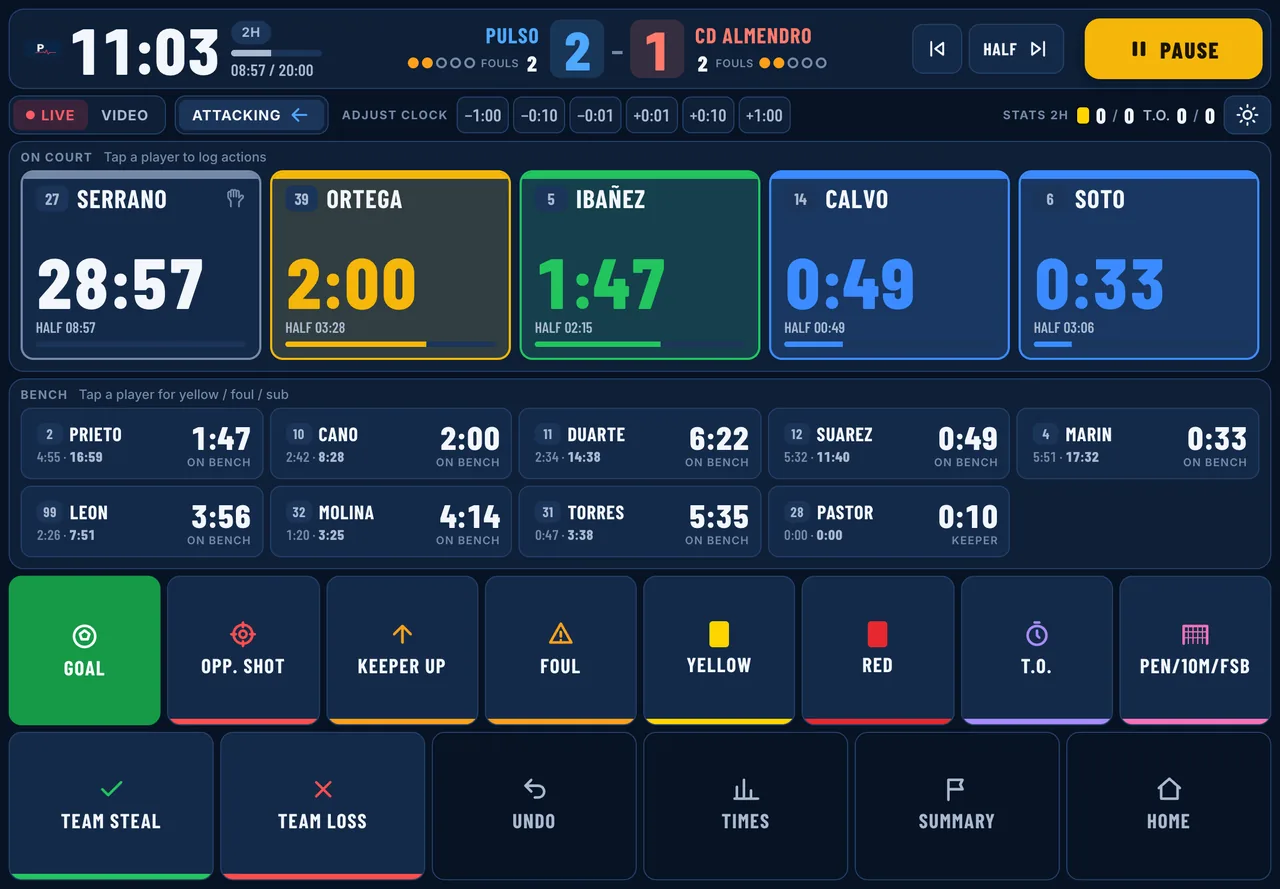 P
11:03
2H
08:57 / 20:00
PULSO
FOULS 2
2 - 1
CD ALMENDRO
2 FOULS
HALF
PAUSE
LIVE
VIDEO
ATTACKING
ADJUST CLOCK
−1:00
−0:10
−0:01
+0:01
+0:10
+1:00
STATS 2H 0 / 0 T.O. 0 / 0
ON COURT Tap a player to log actions
27 SERRANO
28:57
HALF 08:57
39 ORTEGA
2:00
HALF 03:28
5 IBAÑEZ
1:47
HALF 02:15
14 CALVO
0:49
HALF 00:49
6 SOTO
0:33
HALF 03:06
BENCH Tap a player for yellow / foul / sub
2 PRIETO
4:55 · 16:59
1:47
ON BENCH
10 CANO
2:42 · 8:28
2:00
ON BENCH
11 DUARTE
2:34 · 14:38
6:22
ON BENCH
12 SUAREZ
5:32 · 11:40
0:49
ON BENCH
4 MARIN
5:51 · 17:32
0:33
ON BENCH
99 LEON
2:26 · 7:51
3:56
ON BENCH
32 MOLINA
1:20 · 3:25
4:14
ON BENCH
31 TORRES
0:47 · 3:38
5:35
ON BENCH
28 PASTOR
0:00 · 0:00
0:10
KEEPER
GOAL
OPP. SHOT
KEEPER UP
FOUL
YELLOW
RED
T.O.
PEN/10M/FSB
TEAM STEAL
TEAM LOSS
UNDO
TIMES
SUMMARY
HOME